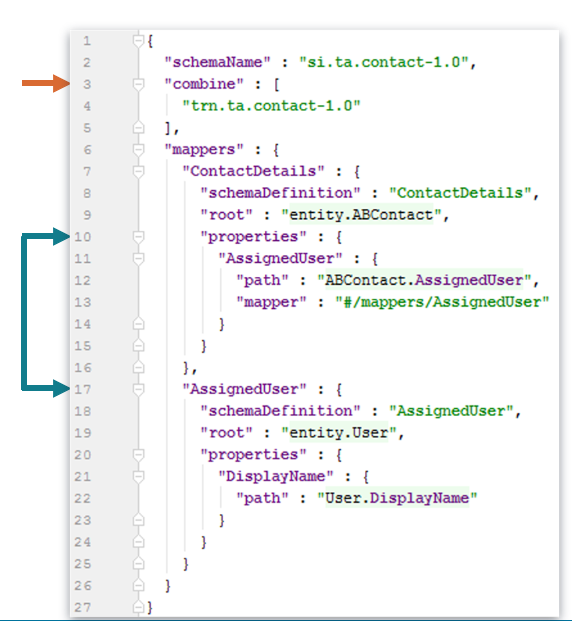 1 {
2 "schemaName" : "si.ta.contact-1.0",
3 "combine" : [
4 "trn.ta.contact-1.0"
5 ],
6 "mappers" : {
7 "ContactDetails" : {
8 "schemaDefinition" : "ContactDetails",
9 "root" : "entity.ABContact",
10 "properties" : {
11 "AssignedUser" : {
12 "path" : "ABContact.AssignedUser",
13 "mapper" : "#/mappers/AssignedUser"
14 }
15 }
16 },
17 "AssignedUser" : {
18 "schemaDefinition" : "AssignedUser",
19 "root" : "entity.User",
20 "properties" : {
21 "DisplayName" : {
22 "path" : "User.DisplayName"
23 }
24 }
25 }
26 }
27 }